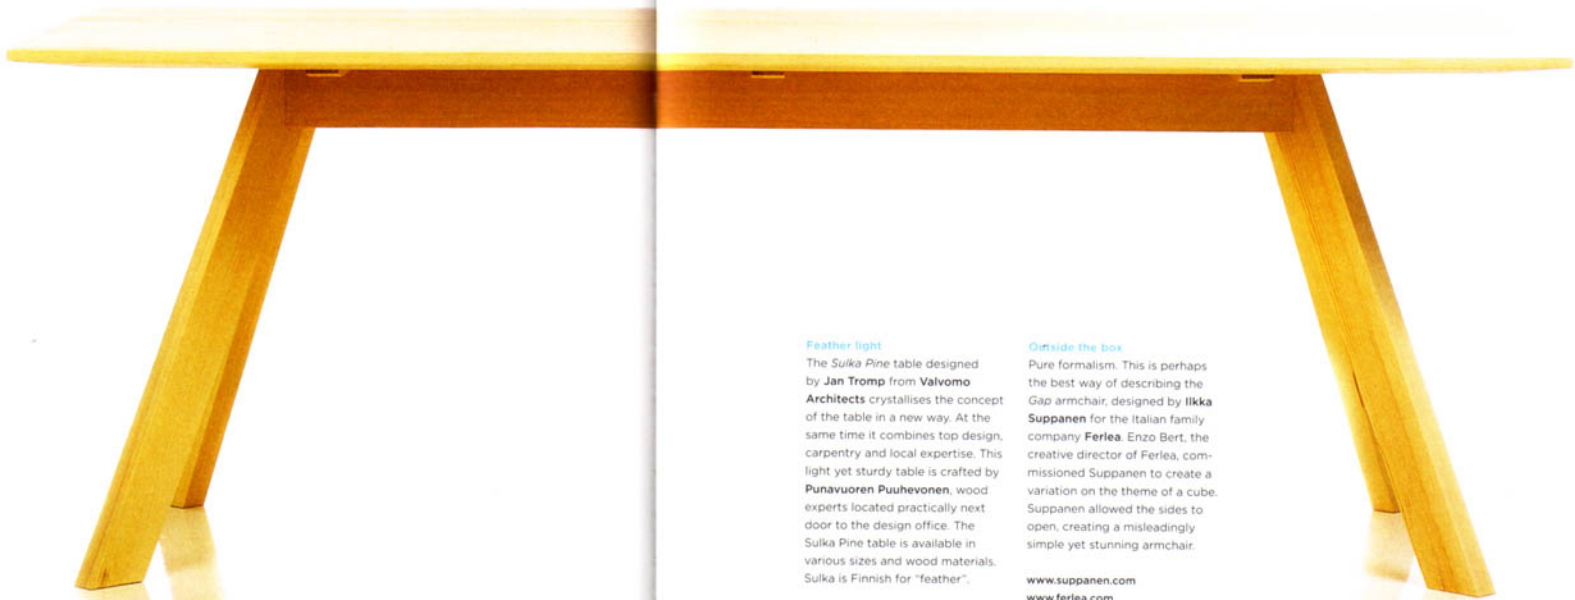 Feather light
The Sulka Pine table designed
by Jan Tromp from Valvomo
Architects crystallises the concept
of the table in a new way. At the
same time it combines top design,
carpentry and local expertise. This
light yet sturdy table is crafted by
Punavuoren Puuhevonen, wood
experts located practically next
door to the design office. The
Sulka Pine table is available in
various sizes and wood materials.
Sulka is Finnish for "feather".
Outside the box
Pure formalism. This is perhaps
the best way of describing the
Gap armchair, designed by Ilkka
Suppanen for the Italian family
company Ferlea. Enzo Bert, the
creative director of Ferlea, com-
missioned Suppanen to create a
variation on the theme of a cube.
Suppanen allowed the sides to
open, creating a misleadingly
simple yet stunning armchair.
www.suppanen.com
www.ferlea.com